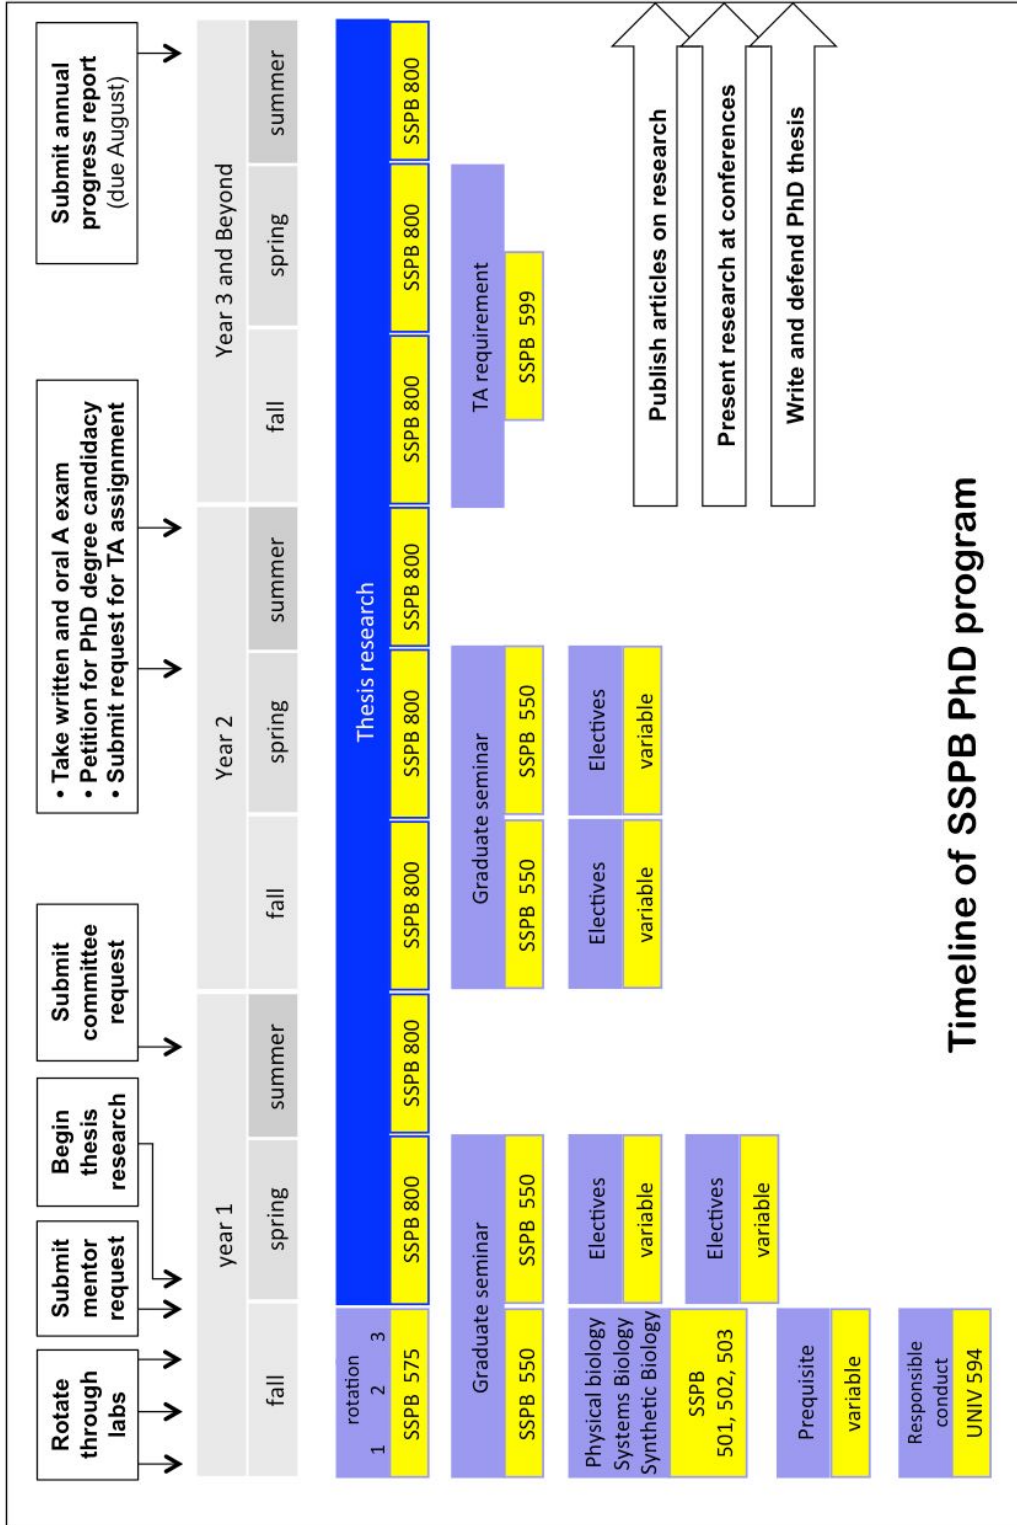 Rotate
through
labs
Submit
mentor
request
Begin
thesis
research
Submit
committee
request
• Take written and oral A exam
• Petition for PhD degree candidacy
• Submit request for TA assignment
Submit annual
progress report
(due August)
year 1
Year 2
Year 3 and Beyond
fall
spring
summer
fall
spring
summer
fall
spring
summer
rotation
1 2 3
Thesis research
SSPB 575
SSPB 800
SSPB 800
SSPB 800
SSPB 800
SSPB 800
SSPB 800
SSPB 800
SSPB 800
Graduate seminar
SSPB 550
SSPB 550
Graduate seminar
SSPB 550
SSPB 550
TA requirement
SSPB 599
Physical biology
Systems Biology
Synthetic Biology
SSPB
501, 502, 503
Electives
variable
Electives
variable
Electives
variable
Electives
variable
Prequisite
variable
Responsible
conduct
UNIV 594
Publish articles on research
Present research at conferences
Write and defend PhD thesis
Timeline of SSPB PhD program